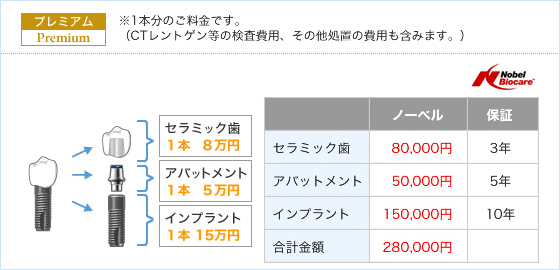 プレミアム
Premium
※1本分のご料金です。
（CTレントゲン等の検査費用、その他処置の費用も含みます。）
Nobel
Biocare™
セラミック歯
1本 8万円
アバットメント
1本 5万円
インプラント
1本 15万円
ノーベル 保証
セラミック歯 80,000円 3年
アバットメント 50,000円 5年
インプラント 150,000円 10年
合計金額 280,000円